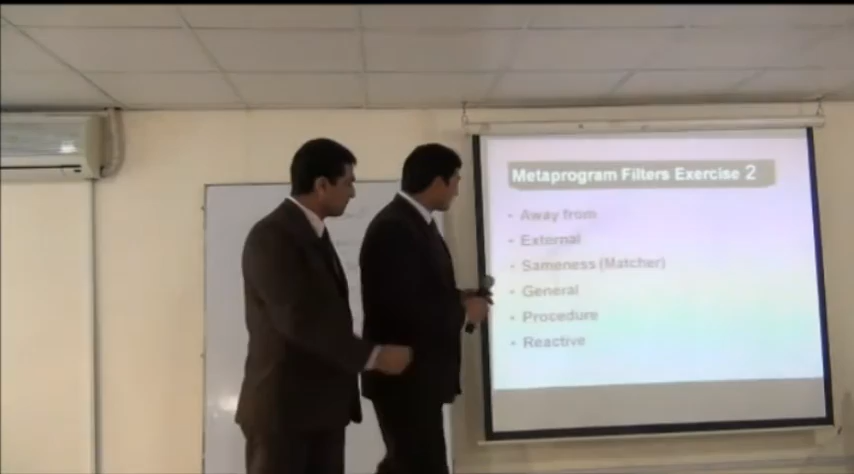 Metaprogram Filters Exercise 2
• Away from
• External
• Sameness (Matcher)
• General
• Procedure
• Reactive